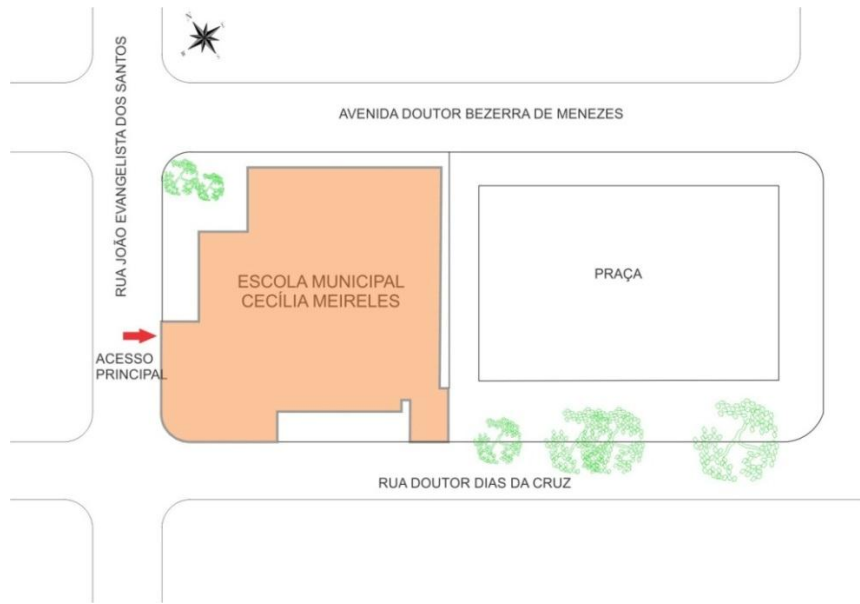 AVENIDA DOUTOR BEZERRA DE MENEZES
RUA JOÃO EVANGELISTA DOS SANTOS
ESCOLA MUNICIPAL
CECÍLIA MEIRELES
PRAÇA
ACESSO
PRINCIPAL
RUA DOUTOR DIAS DA CRUZ